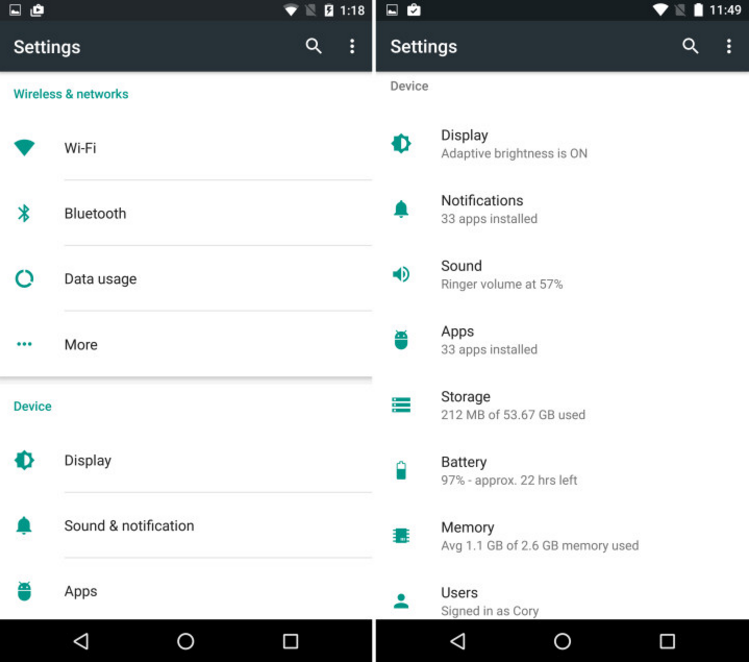 1:18
Settings
Wireless & networks
Wi-Fi
Bluetooth
Data usage
More
Device
Display
Sound & notification
Apps
11:49
Settings
Device
Display
Adaptive brightness is ON
Notifications
33 apps installed
Sound
Ringer volume at 57%
Apps
33 apps installed
Storage
212 MB of 53.67 GB used
Battery
97% - approx. 22 hrs left
Memory
Avg 1.1 GB of 2.6 GB memory used
Users
Signed in as Cory